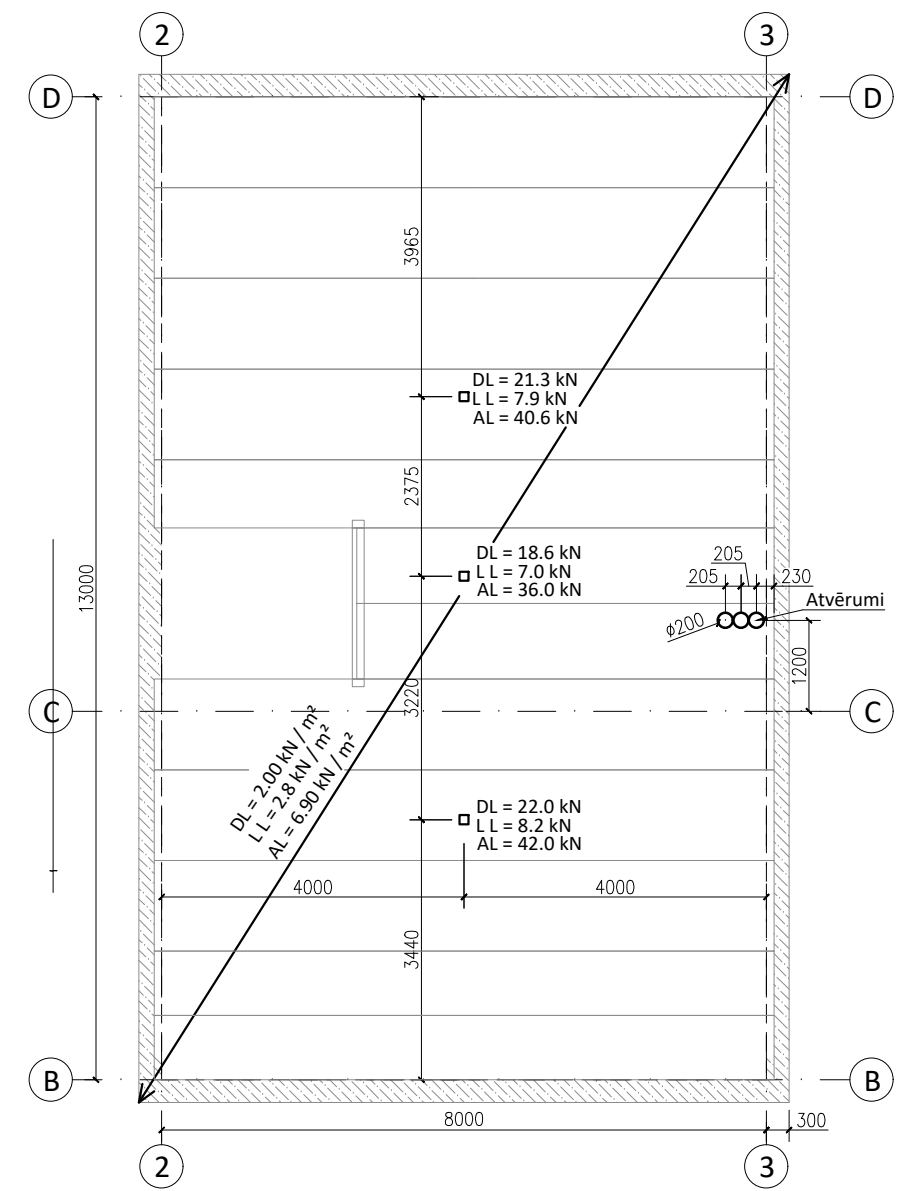 2
3
D
D
3965
DL = 21.3 kN
L L = 7.9 kN
AL = 40.6 kN
2375
DL = 18.6 kN
L L = 7.0 kN
AL = 36.0 kN
205
205
230
Atvērumi
ø200
1200
13000
C
C
3220
DL = 2.00 kN / m²
L L = 2.8 kN / m²
AL = 6.90 kN / m²
DL = 22.0 kN
L L = 8.2 kN
AL = 42.0 kN
4000
4000
3440
B
B
8000
300
2
3